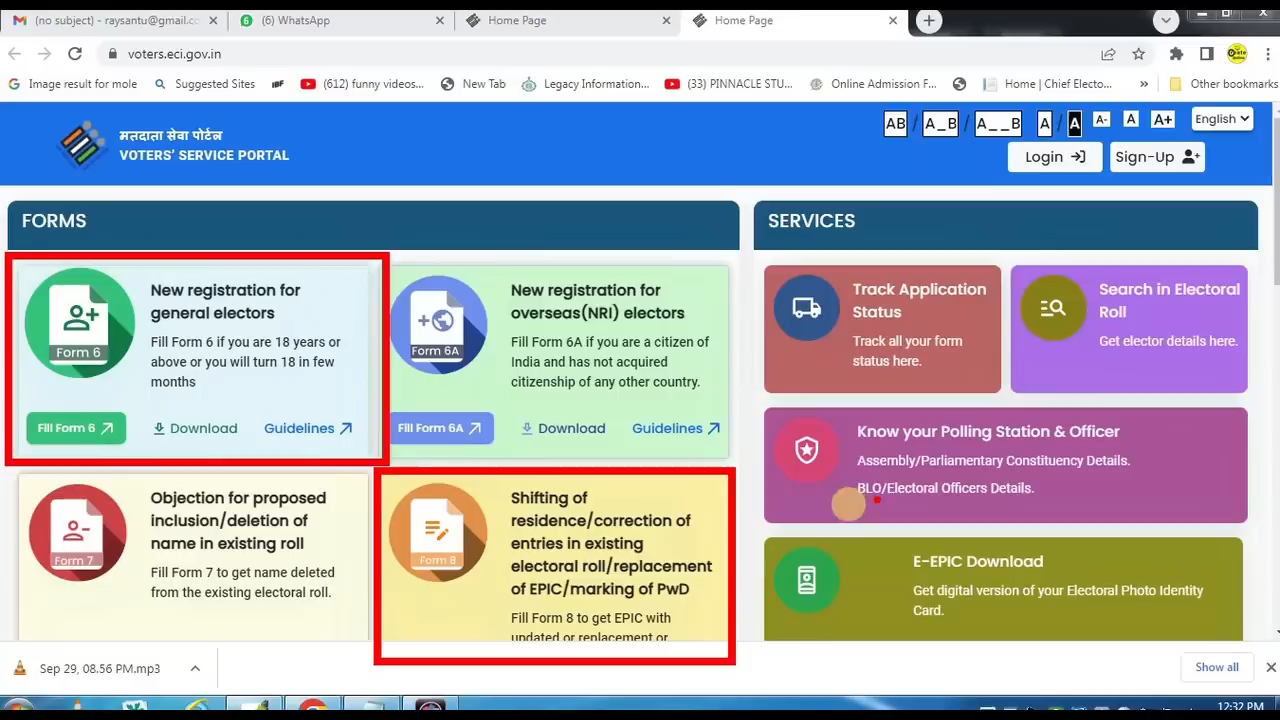 (no subject) - raysantu@gmail.co
(6) WhatsApp
Home Page
Home Page
voters.eci.gov.in
Image result for mole
Suggested Sites
(612) funny videos...
New Tab
Legacy Information...
(33) PINNACLE STU...
Online Admission F...
Home | Chief Electo...
»
Other bookmarks
मतदाता सेवा पोर्टल
VOTERS' SERVICE PORTAL
AB / A_B / A__B A / A A- A A+ English
Login
Sign-Up
FORMS
New registration for
general electors
Fill Form 6 if you are 18 years or
above or you will turn 18 in few
months
Form 6
Fill Form 6
Download
Guidelines
New registration for
overseas(NRI) electors
Fill Form 6A if you are a citizen of
India and has not acquired
citizenship of any other country.
Form 6A
Fill Form 6A
Download
Guidelines
Objection for proposed
inclusion/deletion of
name in existing roll
Fill Form 7 to get name deleted
from the existing electoral roll.
Form 7
Shifting of
residence/correction of
entries in existing
electoral roll/replacement
of EPIC/marking of PwD
Fill Form 8 to get EPIC with
updated or replacement or
Form 8
SERVICES
Track Application
Status
Track all your form
status here.
Search in Electoral
Roll
Get elector details here.
Know your Polling Station & Officer
Assembly/Parliamentary Constituency Details.
BLO/Electoral Officers Details.
E-EPIC Download
Get digital version of your Electoral Photo Identity
Card.
Sep 29, 08.56 PM.mp3
Show all
12:32 PM